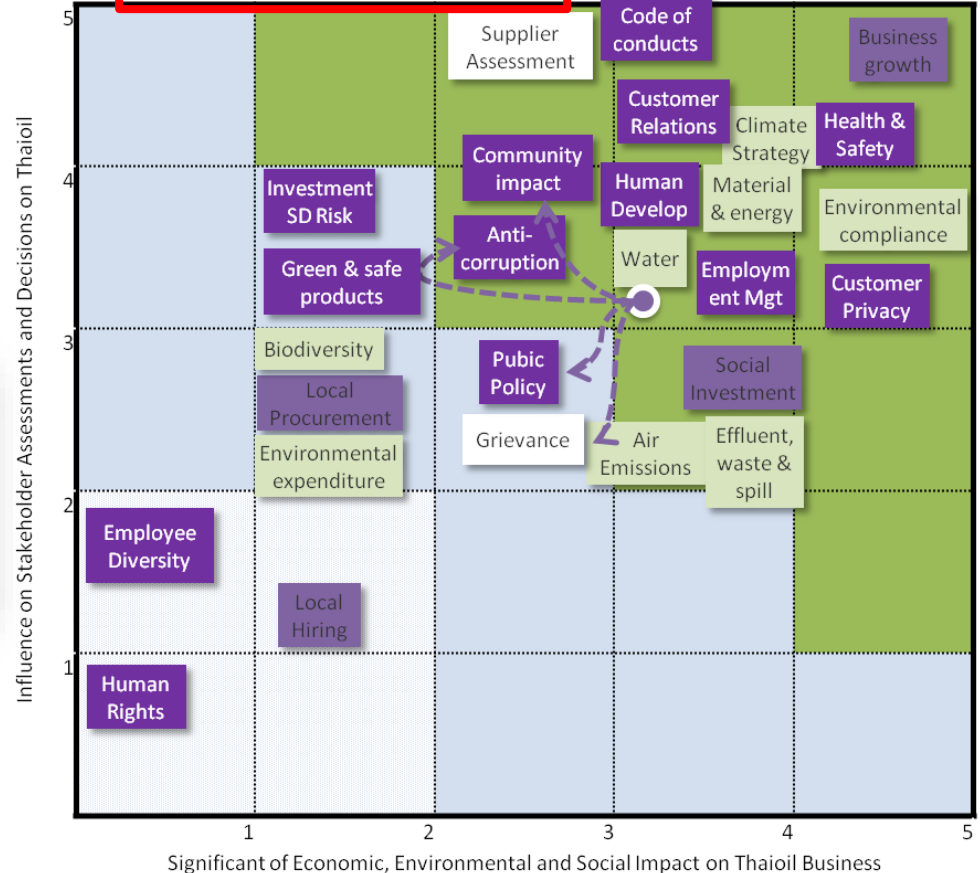 Influence on Stakeholder Assessments and Decisions on Thaioil
5
4
3
2
1
Supplier
Assessment
Code of
conducts
Business
growth
Customer
Relations
Climate
Strategy
Health &
Safety
Community
impact
Investment
SD Risk
Human
Develop
Material
& energy
Environmental
compliance
Anti-
corruption
Green & safe
products
Water
Employm
ent Mgt
Customer
Privacy
Biodiversity
Pubic
Policy
Social
Investment
Local
Procurement
Grievance
Air
Emissions
Effluent,
waste &
spill
Environmental
expenditure
Employee
Diversity
Local
Hiring
Human
Rights
1
2
3
4
5
Significant of Economic, Environmental and Social Impact on Thaioil Business